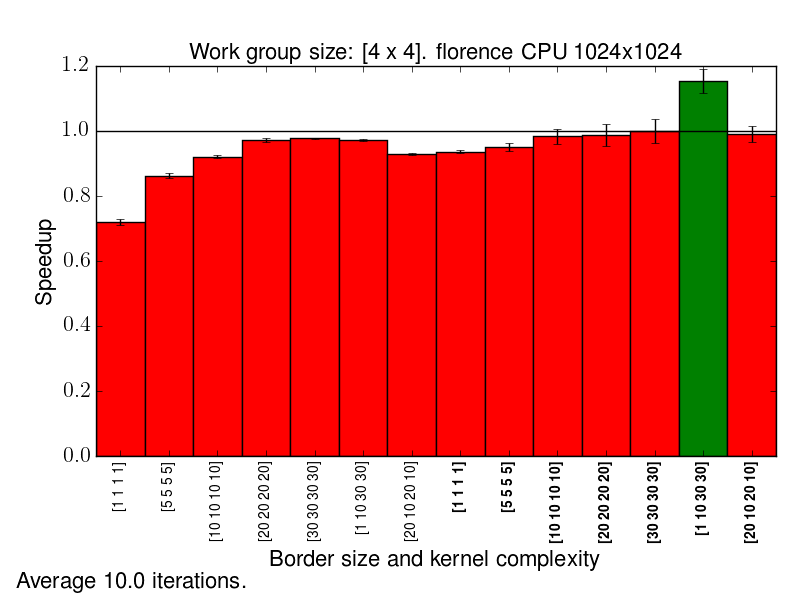 Work group size: [4 x 4]. florence CPU 1024x1024
1.2
1.0
0.8
0.6
0.4
0.2
0.0
Speedup
[1 1 1 1]
[5 5 5 5]
[10 10 10 10]
[20 20 20 20]
[30 30 30 30]
[1 10 30 30]
[20 10 20 10]
[1 1 1 1]
[5 5 5 5]
[10 10 10 10]
[20 20 20 20]
[30 30 30 30]
[1 10 30 30]
[20 10 20 10]
Border size and kernel complexity
Average 10.0 iterations.